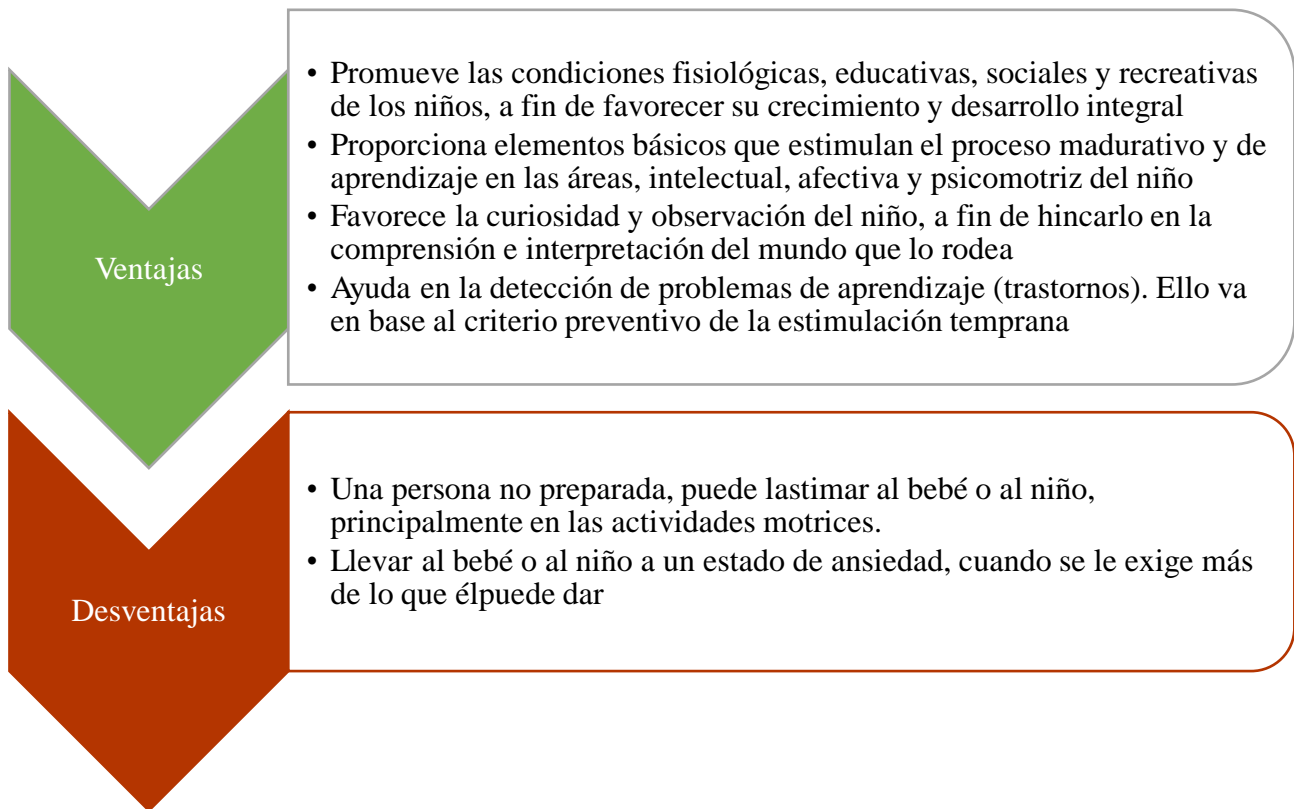 Ventajas
• Promueve las condiciones fisiológicas, educativas, sociales y recreativas
de los niños, a fin de favorecer su crecimiento y desarrollo integral
• Proporciona elementos básicos que estimulan el proceso madurativo y de
aprendizaje en las áreas, intelectual, afectiva y psicomotriz del niño
• Favorece la curiosidad y observación del niño, a fin de hincarlo en la
comprensión e interpretación del mundo que lo rodea
• Ayuda en la detección de problemas de aprendizaje (trastornos). Ello va
en base al criterio preventivo de la estimulación temprana
Desventajas
• Una persona no preparada, puede lastimar al bebé o al niño,
principalmente en las actividades motrices.
• Llevar al bebé o al niño a un estado de ansiedad, cuando se le exige más
de lo que élpuede dar